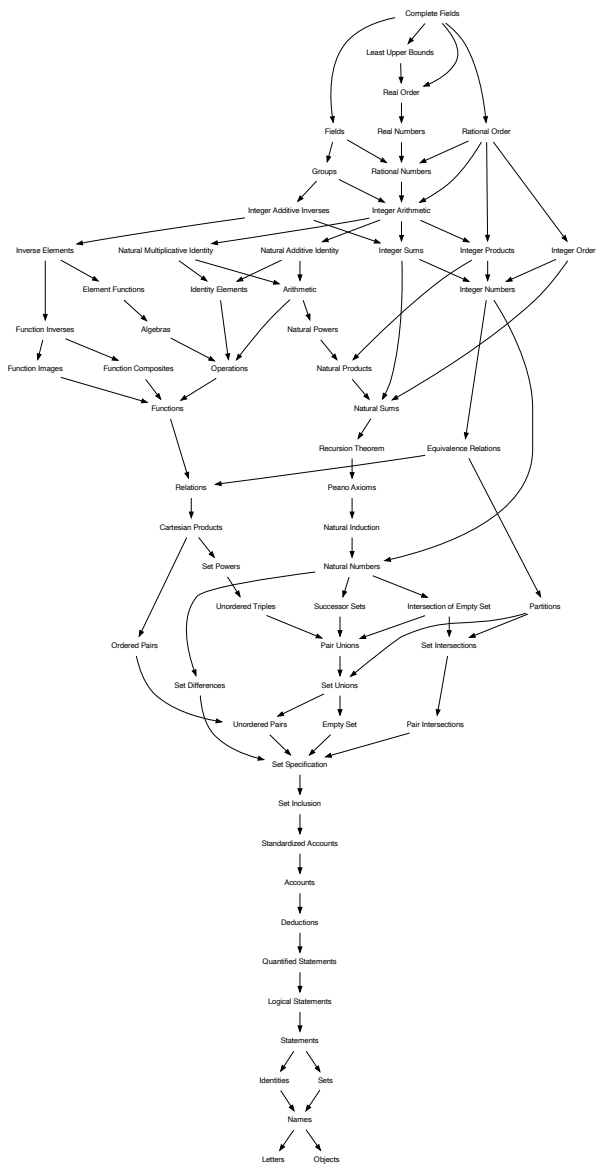 Complete Fields
Least Upper Bounds
Real Order
Fields
Real Numbers
Rational Order
Groups
Rational Numbers
Integer Additive Inverses
Integer Arithmetic
Inverse Elements
Natural Multiplicative Identity
Natural Additive Identity
Integer Sums
Integer Products
Integer Order
Element Functions
Identity Elements
Arithmetic
Integer Numbers
Function Inverses
Algebras
Natural Powers
Function Images
Function Composites
Operations
Natural Products
Functions
Natural Sums
Recursion Theorem
Equivalence Relations
Relations
Peano Axioms
Cartesian Products
Natural Induction
Set Powers
Natural Numbers
Unordered Triples
Successor Sets
Intersection of Empty Set
Partitions
Ordered Pairs
Pair Unions
Set Intersections
Set Differences
Set Unions
Unordered Pairs
Empty Set
Pair Intersections
Set Specification
Set Inclusion
Standardized Accounts
Accounts
Deductions
Quantified Statements
Logical Statements
Statements
Identities
Sets
Names
Letters
Objects